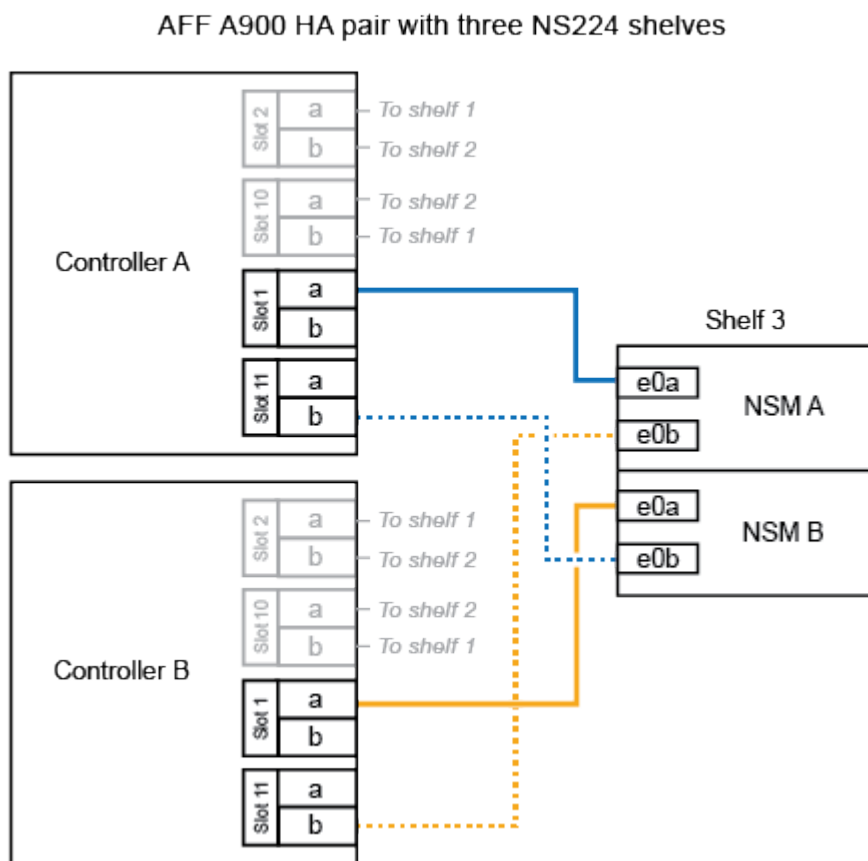 AFF A900 HA pair with three NS224 shelves
Controller A
Slot 2
a
To shelf 1
b
To shelf 2
Slot 10
a
To shelf 2
b
To shelf 1
Slot 1
a
b
Slot 11
a
b
Shelf 3
e0a
NSM A
e0b
e0a
NSM B
e0b
Controller B
Slot 2
a
To shelf 1
b
To shelf 2
Slot 10
a
To shelf 2
b
To shelf 1
Slot 1
a
b
Slot 11
a
b